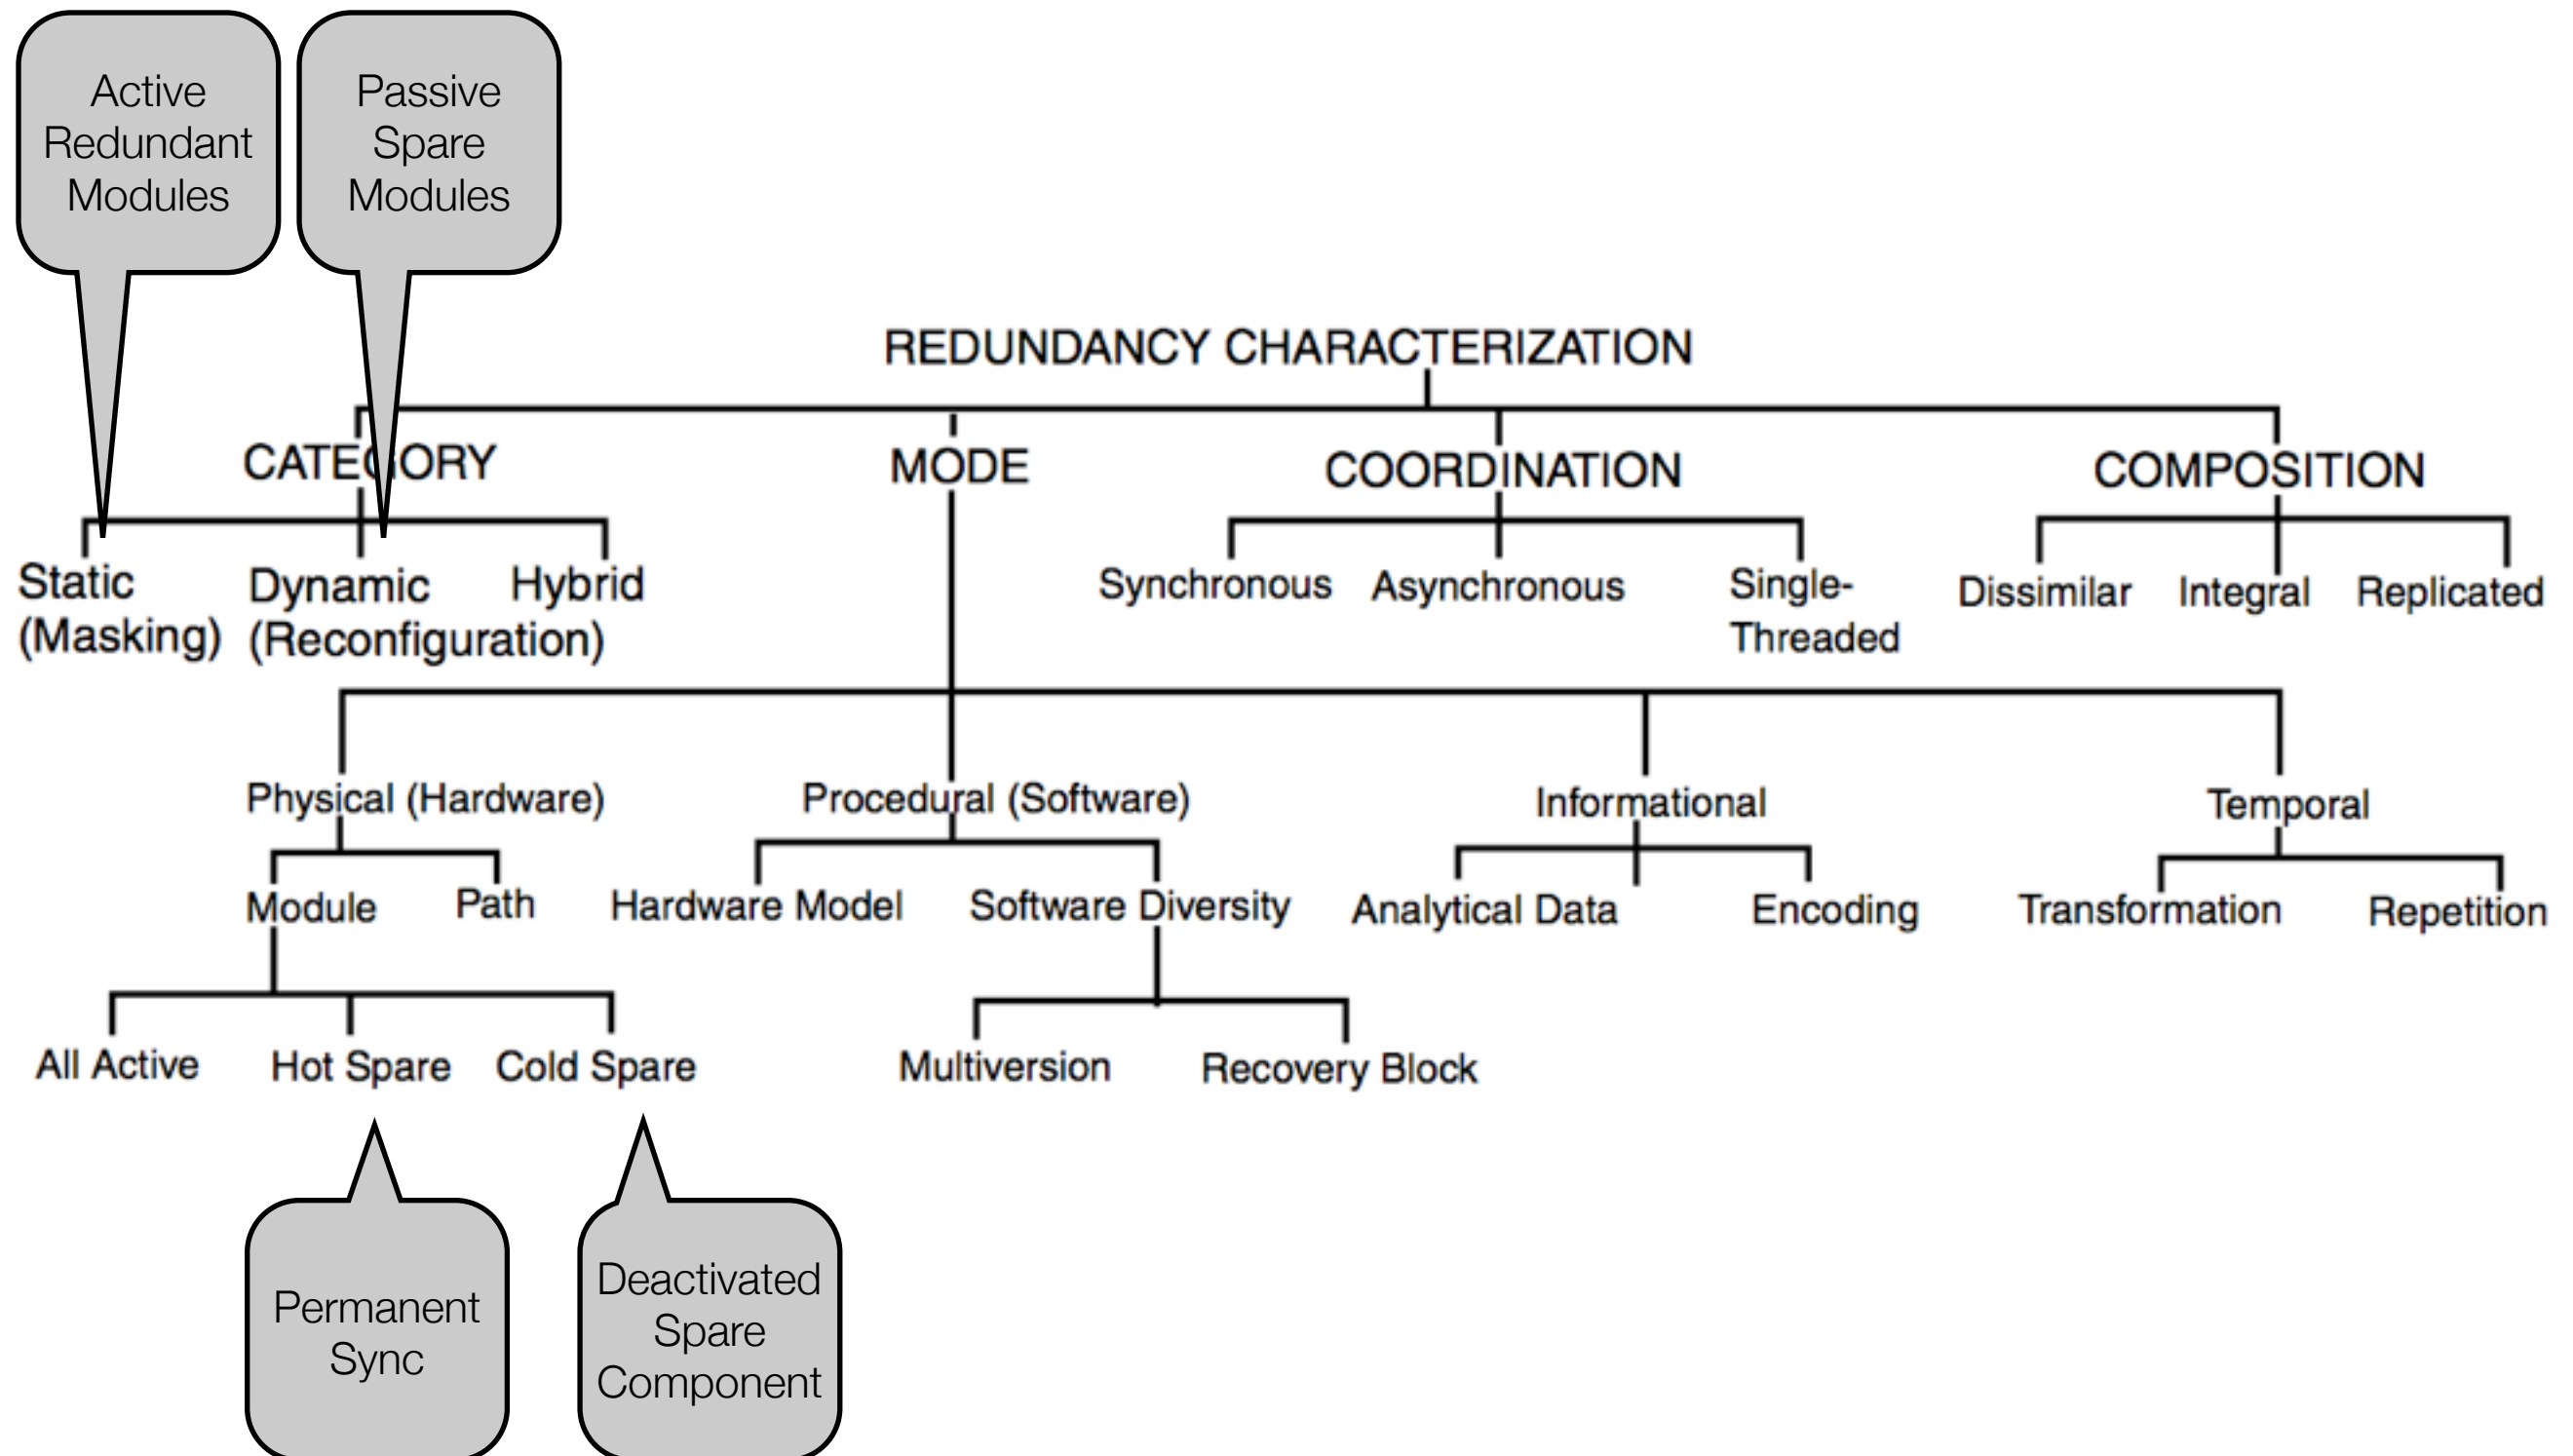 Active
Redundant
Modules
Passive
Spare
Modules
REDUNDANCY CHARACTERIZATION
CATEGORY
MODE
COORDINATION
COMPOSITION
Static
(Masking)
Dynamic
(Reconfiguration)
Hybrid
Synchronous
Asynchronous
Single-
Threaded
Dissimilar
Integral
Replicated
Physical (Hardware)
Procedural (Software)
Informational
Temporal
Module
Path
Hardware Model
Software Diversity
Analytical Data
Encoding
Transformation
Repetition
All Active
Hot Spare
Cold Spare
Multiversion
Recovery Block
Permanent
Sync
Deactivated
Spare
Component